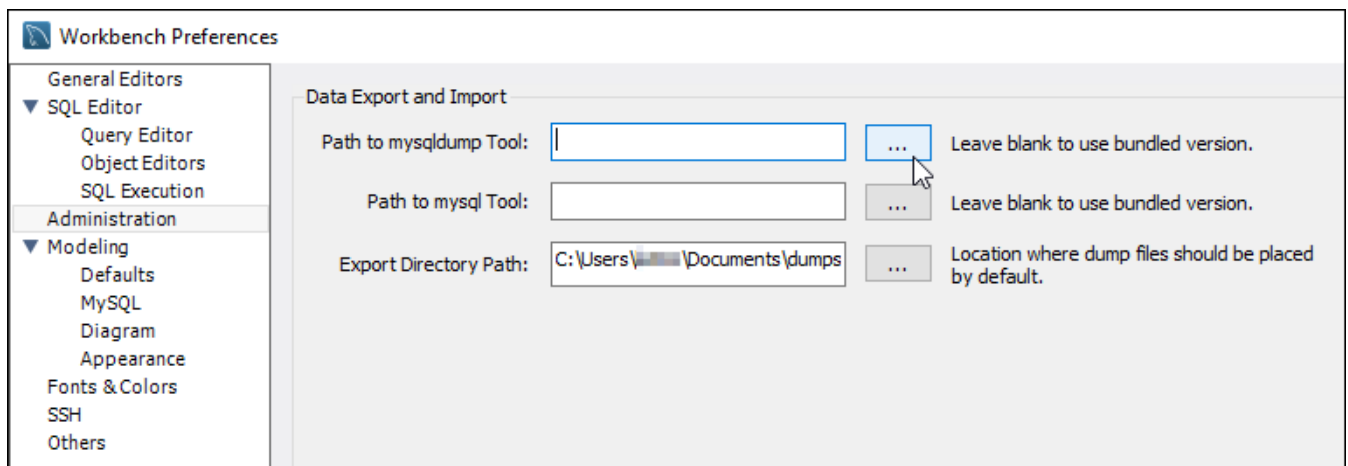 Workbench Preferences
General Editors
SQL Editor
Query Editor
Object Editors
SQL Execution
Administration
Modeling
Defaults
MySQL
Diagram
Appearance
Fonts & Colors
SSH
Others
Data Export and Import
Path to mysqldump Tool:
...
Leave blank to use bundled version.
Path to mysql Tool:
...
Leave blank to use bundled version.
Export Directory Path:
C:\Users\ \Documents\dumps
...
Location where dump files should be placed
by default.